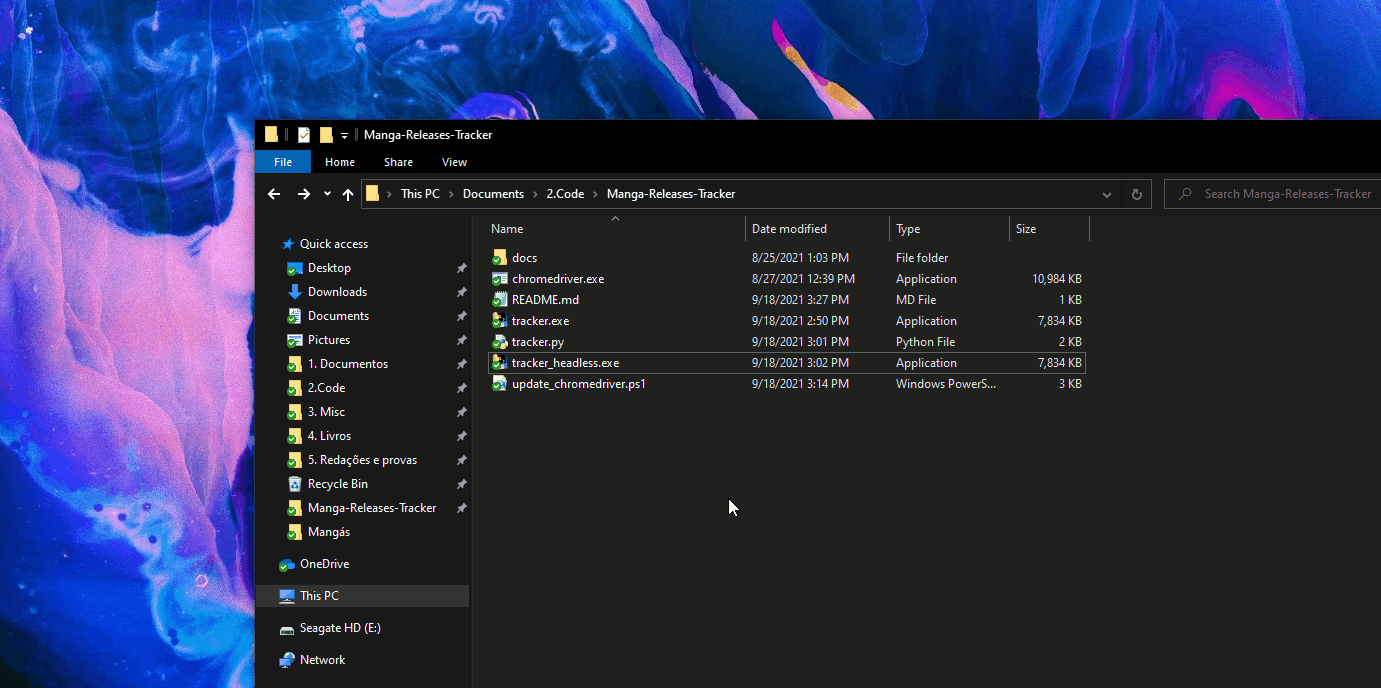 Manga-Releases-Tracker
File Home Share View
This PC Documents 2.Code Manga-Releases-Tracker Search Manga-Releases-Tracker
Name Date modified Type Size
docs 8/25/2021 1:03 PM File folder
chromedriver.exe 8/27/2021 12:39 PM Application 10,984 KB
README.md 9/18/2021 3:27 PM MD File 1 KB
tracker.exe 9/18/2021 2:50 PM Application 7,834 KB
tracker.py 9/18/2021 3:01 PM Python File 2 KB
tracker_headless.exe 9/18/2021 3:02 PM Application 7,834 KB
update_chromedriver.ps1 9/18/2021 3:14 PM Windows PowerS... 3 KB
Quick access
Desktop
Downloads
Documents
Pictures
1. Documentos
2.Code
3. Misc
4. Livros
5. Redações e provas
Recycle Bin
Manga-Releases-Tracker
Mangás
OneDrive
This PC
Seagate HD (E:)
Network